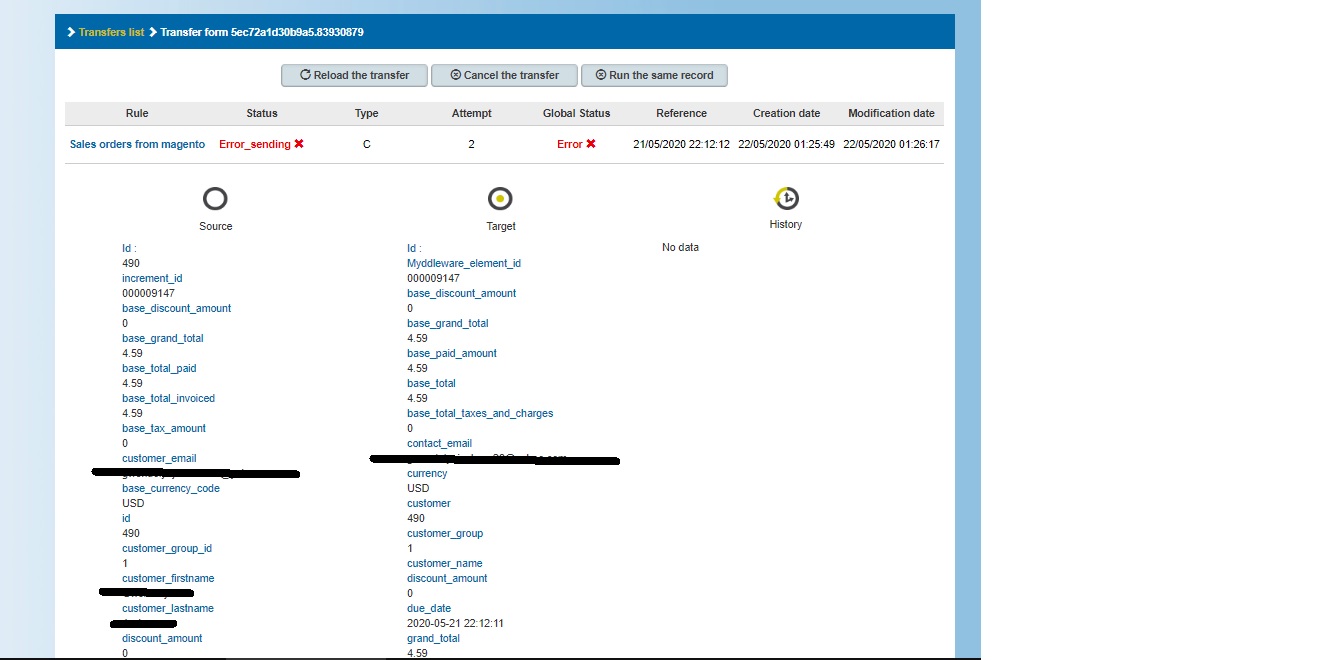 Transfers list Transfer form 5ec72a1d30b9a5.83930879
Reload the transfer Cancel the transfer Run the same record
Rule Status Type Attempt Global Status Reference Creation date Modification date
Sales orders from magento Error_sending C 2 Error 21/05/2020 22:12:12 22/05/2020 01:25:49 22/05/2020 01:26:17
Source
Id :
490
increment_id
000009147
base_discount_amount
0
base_grand_total
4.59
base_total_paid
4.59
base_total_invoiced
4.59
base_tax_amount
0
customer_email
base_currency_code
USD
id
490
customer_group_id
1
customer_firstname
customer_lastname
discount_amount
0
Target
Id :
Myddleware_element_id
000009147
base_discount_amount
0
base_grand_total
4.59
base_paid_amount
4.59
base_total
4.59
base_total_taxes_and_charges
0
contact_email
currency
USD
customer
490
customer_group
1
customer_name
discount_amount
0
due_date
2020-05-21 22:12:11
grand_total
4.59
History
No data